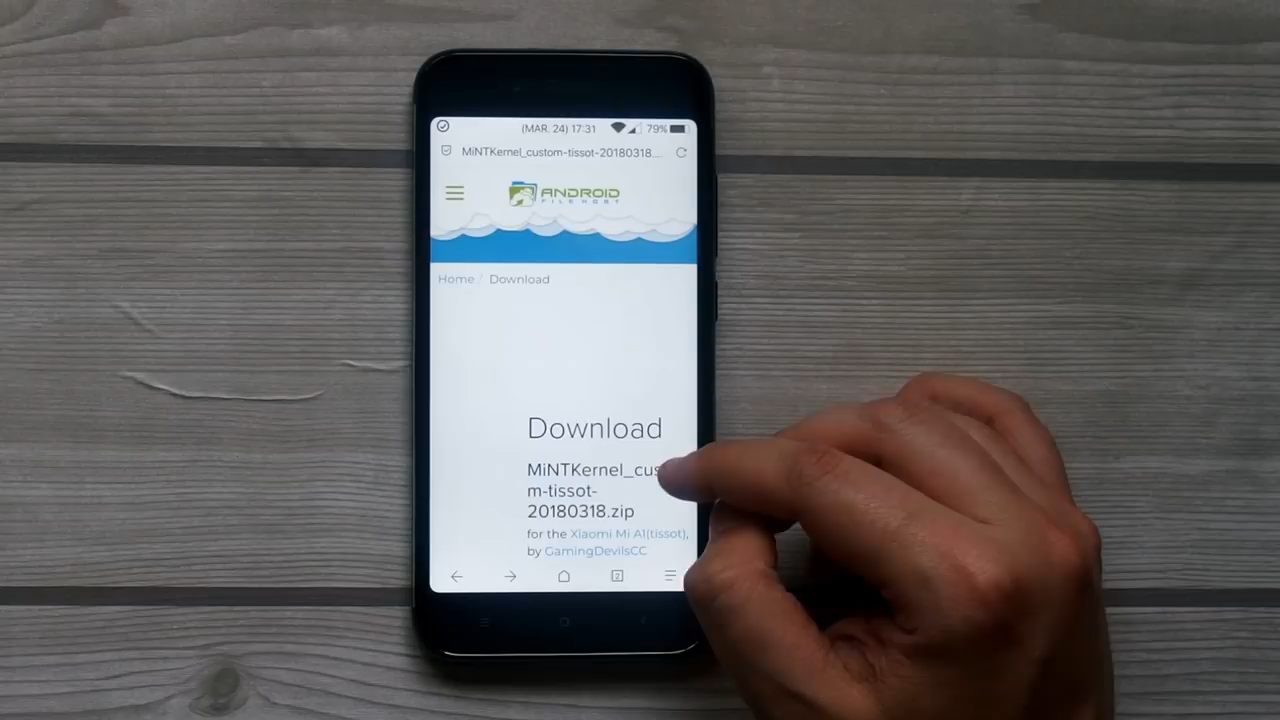 (MAR. 24) 17:31 79%
MiNTKernel_custom-tissot-20180318....
ANDROID
FILE HOST
Home / Download
Download
MiNTKernel_cus
m-tissot-
20180318.zip
for the Xiaomi Mi A1(tissot),
by GamingDevilsCC
2